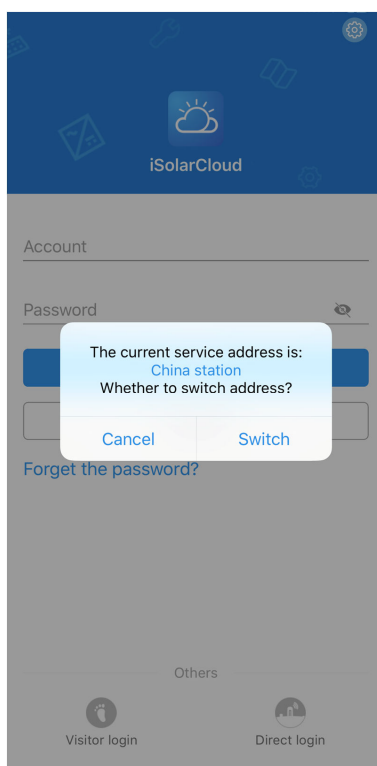 iSolarCloud
Account
Password
The current service address is:
China station
Whether to switch address?
Cancel
Switch
Forget the password?
Others
Visitor login
Direct login